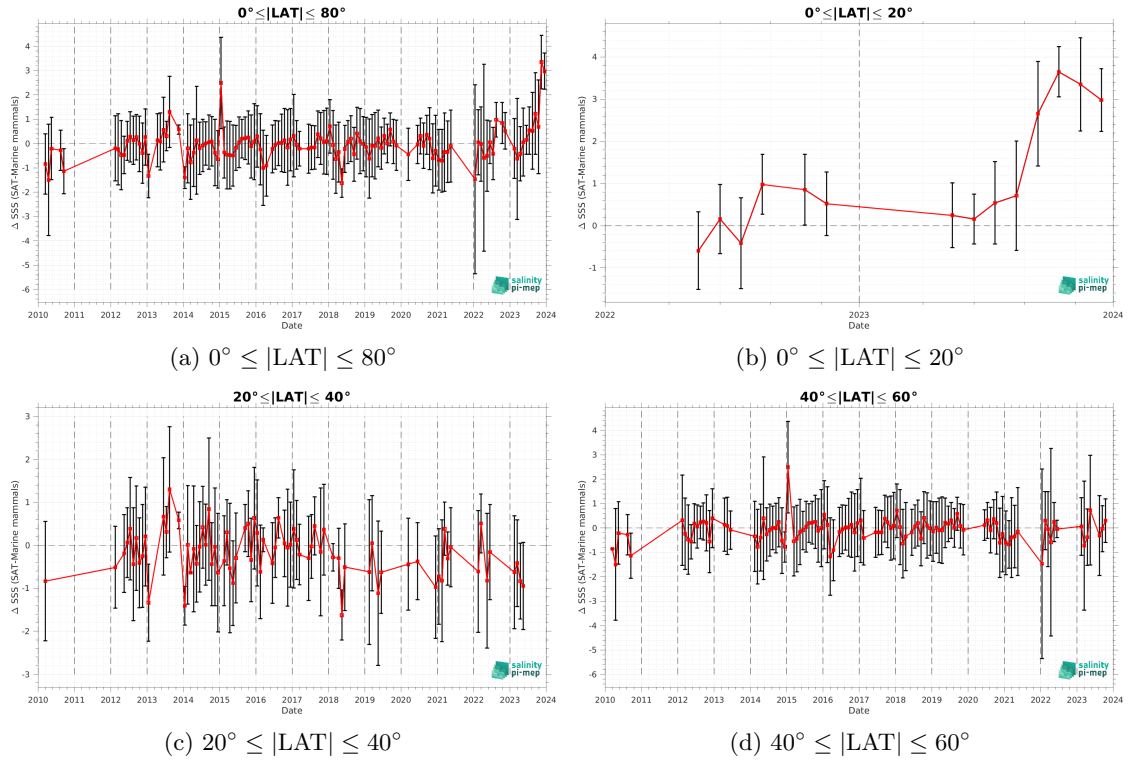 0°≤|LAT|≤ 80°
Δ SSS (SAT-Marine mammals)
4
3
2
1
0
-1
-2
-3
-4
-5
-6
2010 2011 2012 2013 2014 2015 2016 2017 2018 2019 2020 2021 2022 2023 2024
Date
salinity
pi-mep
(a) 0° ≤ |LAT| ≤ 80°
0°≤|LAT|≤ 20°
Δ SSS (SAT-Marine mammals)
4
3
2
1
0
-1
2022 2023 2024
Date
salinity
pi-mep
(b) 0° ≤ |LAT| ≤ 20°
20°≤|LAT|≤ 40°
Δ SSS (SAT-Marine mammals)
3
2
1
0
-1
-2
-3
2010 2011 2012 2013 2014 2015 2016 2017 2018 2019 2020 2021 2022 2023 2024
Date
salinity
pi-mep
(c) 20° ≤ |LAT| ≤ 40°
40°≤|LAT|≤ 60°
Δ SSS (SAT-Marine mammals)
4
3
2
1
0
-1
-2
-3
-4
-5
-6
2010 2011 2012 2013 2014 2015 2016 2017 2018 2019 2020 2021 2022 2023 2024
Date
salinity
pi-mep
(d) 40° ≤ |LAT| ≤ 60°